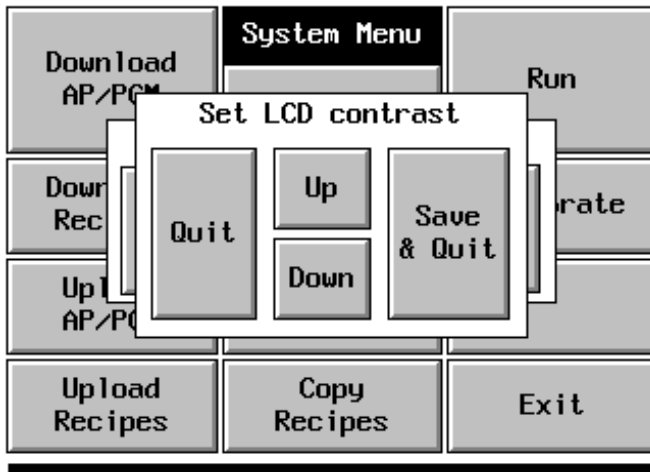 System Menu
Download
AP/PGM
Run
Set LCD contrast
Quit
Up
Down
Save
& Quit
Upload
Recipes
Copy
Recipes
Exit